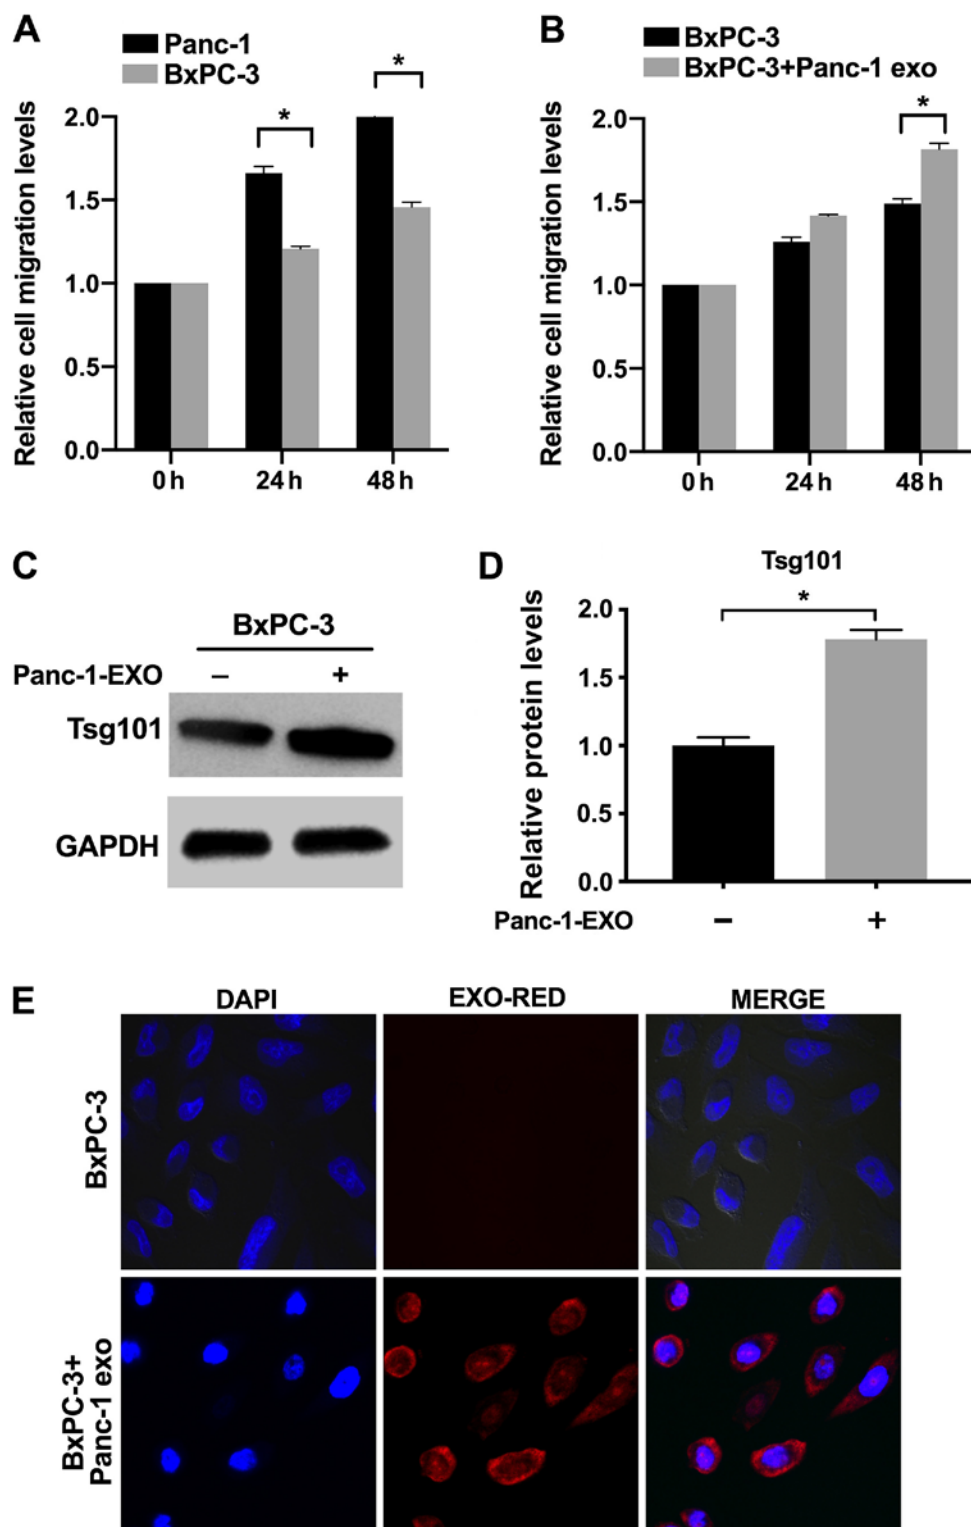 A
Panc-1
BxPC-3
*
*
Relative cell migration levels
2.0
1.5
1.0
0.5
0.0
0 h
24 h
48 h
B
BxPC-3
BxPC-3+Panc-1 exo
*
Relative cell migration levels
2.0
1.5
1.0
0.5
0.0
0 h
24 h
48 h
C
BxPC-3
Panc-1-EXO – +
Tsg101
GAPDH
D
Tsg101
*
Relative protein levels
2.0
1.5
1.0
0.5
0.0
Panc-1-EXO – +
E
DAPI EXO-RED MERGE
BxPC-3
BxPC-3+
Panc-1 exo